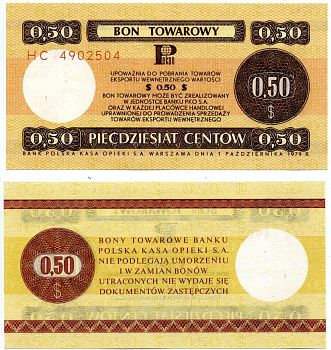 0,50 BON TOWAROWY 0,50
HC 4902504
UPOWAŻNIA DO POBRANIA TOWARÓW
EKSPORTU WEWNĘTRZNEGO WARTOŚCI
$ 0.50 $
BON TOWAROWY MOŻE BYĆ ZREALIZOWANY
W JEDNOSTCE BANKU PKO S.A.
ORAZ W KAŻDEJ PLACÓWCE HANDLOWEJ
UPRAWNIONEJ DO PROWADZENIA SPRZEDAŻY
TOWARÓW EKSPORTU WEWNĘTRZNEGO
0,50
$
0,50 PIĘĆDZIESIĄT CENTÓW 0,50
BANK POLSKA KASA OPIEKI S.A. WARSZAWA DNIA 1 PAŹDZIERNIKA 1979 R.
0,50
$
BONY TOWAROWE BANKU
POLSKA KASA OPIEKI S.A.
NIE PODLEGAJĄ UMORZENIU
I W ZAMIAN BONÓW
UTRACONYCH NIE WYDAJE SIĘ
DOKUMENTÓW ZASTĘPCZYCH